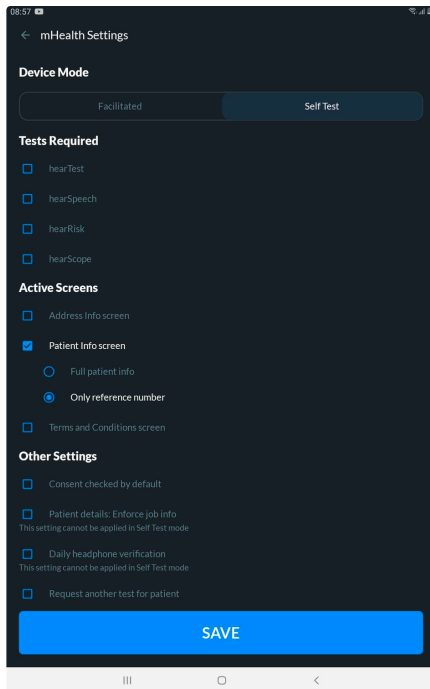 08:57
mHealth Settings
Device Mode
Facilitated Self Test
Tests Required
hearTest
hearSpeech
hearRisk
hearScope
Active Screens
Address Info screen
Patient Info screen
Full patient info
Only reference number
Terms and Conditions screen
Other Settings
Consent checked by default
Patient details: Enforce job info
This setting cannot be applied in Self Test mode
Daily headphone verification
This setting cannot be applied in Self Test mode
Request another test for patient
SAVE